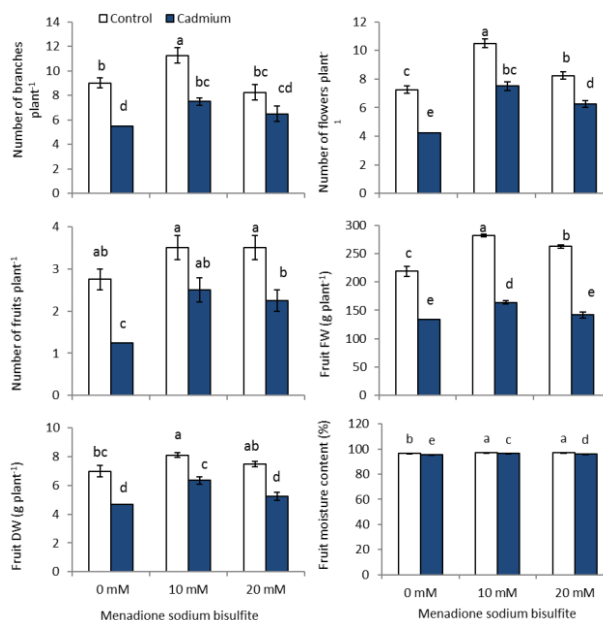 Control Cadmium
Number of branches
plant-1
14
12
10
8
6
4
2
0
b
d
a
bc
bc
cd
Number of flowers plant-
1
12
10
8
6
4
2
0
c
e
a
bc
b
d
Number of fruits plant-1
4
3
2
1
0
ab
c
a
ab
a
b
Fruit FW (g plant-1)
300
250
200
150
100
50
0
c
e
a
d
b
e
Fruit DW (g plant-1)
10
8
6
4
2
0
bc
d
a
c
ab
d
0 mM 10 mM 20 mM
Menadione sodium bisulfite
Fruit moisture content (%)
120
100
80
60
40
20
0
b
e
a
c
a
d
0 mM 10 mM 20 mM
Menadione sodium bisulfite